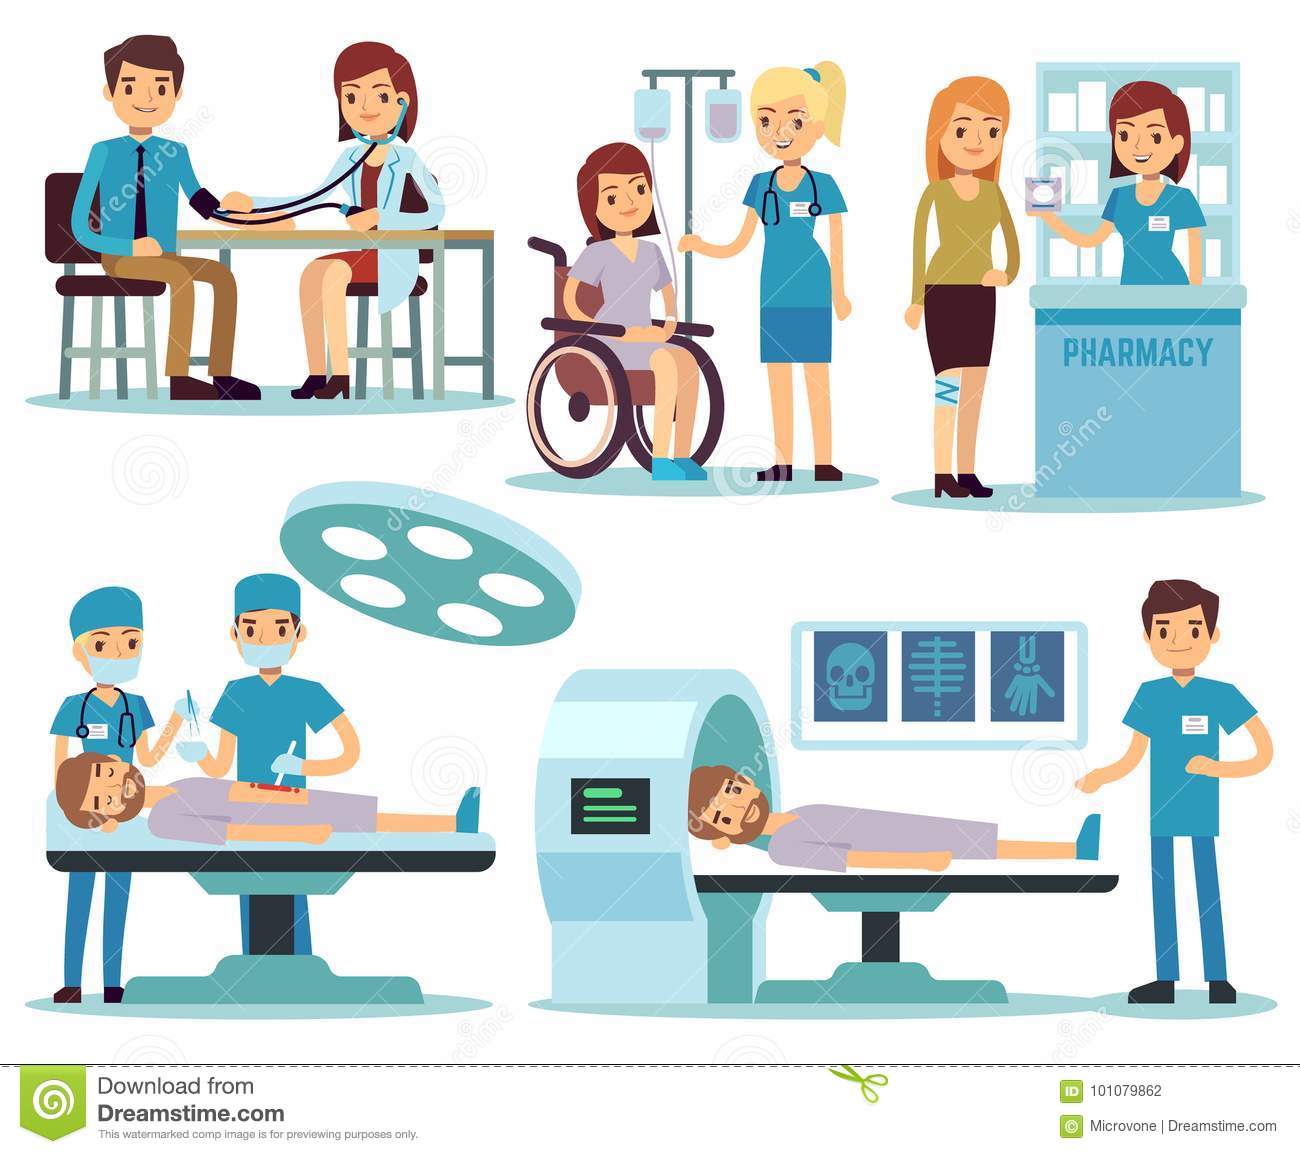 PHARMACY
Download from
Dreamstime.com
This watermarked comp image is for previewing purposes only.
ID 101079862
© Microvone | Dreamstime.com